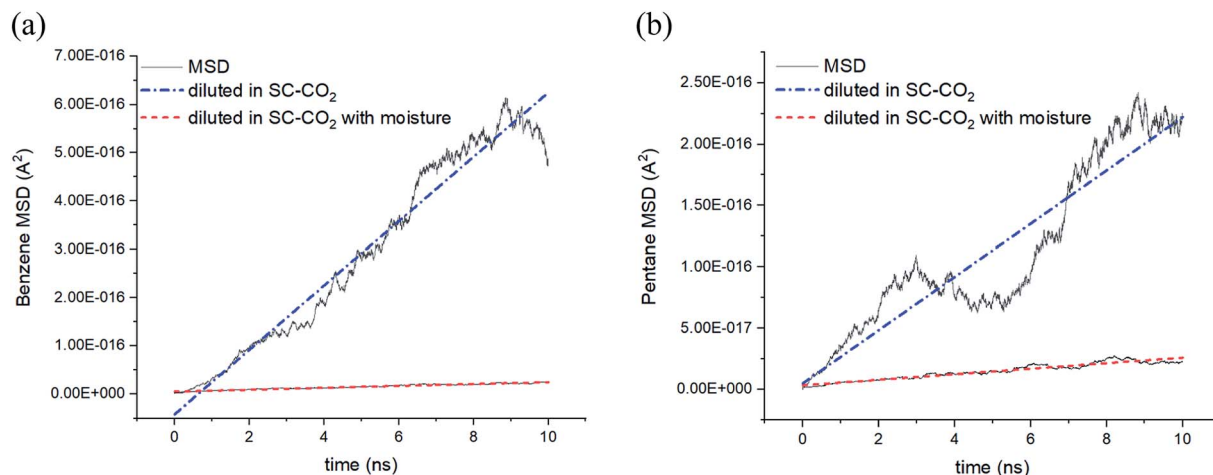 (a)
7.00E-016
6.00E-016
5.00E-016
4.00E-016
3.00E-016
2.00E-016
1.00E-016
0.00E+000
Benzene MSD (A²)
MSD
diluted in SC-CO₂
diluted in SC-CO₂ with moisture
0 2 4 6 8 10
time (ns)
(b)
2.50E-016
2.00E-016
1.50E-016
1.00E-016
5.00E-017
0.00E+000
Pentane MSD (A²)
MSD
diluted in SC-CO₂
diluted in SC-CO₂ with moisture
0 2 4 6 8 10
time (ns)